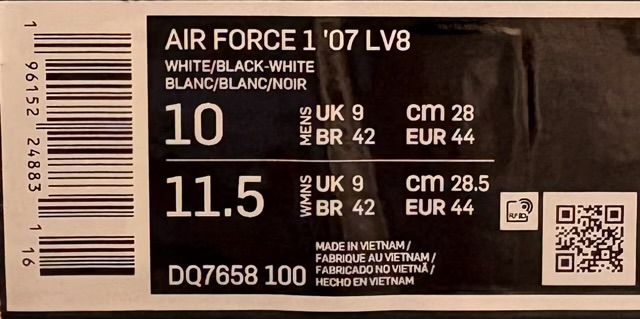 AIR FORCE 1 '07 LV8
WHITE/BLACK-WHITE
BLANC/BLANC/NOIR
10 MENS UK 9 cm 28
BR 42 EUR 44
11.5 WMNS UK 9 cm 28.5
BR 42 EUR 44
RFID
DQ7658 100
MADE IN VIETNAM /
FABRIQUE AU VIETNAM /
FABRICADO NO VIETNÃ /
HECHO EN VIETNAM
1 96152 24883 1 16